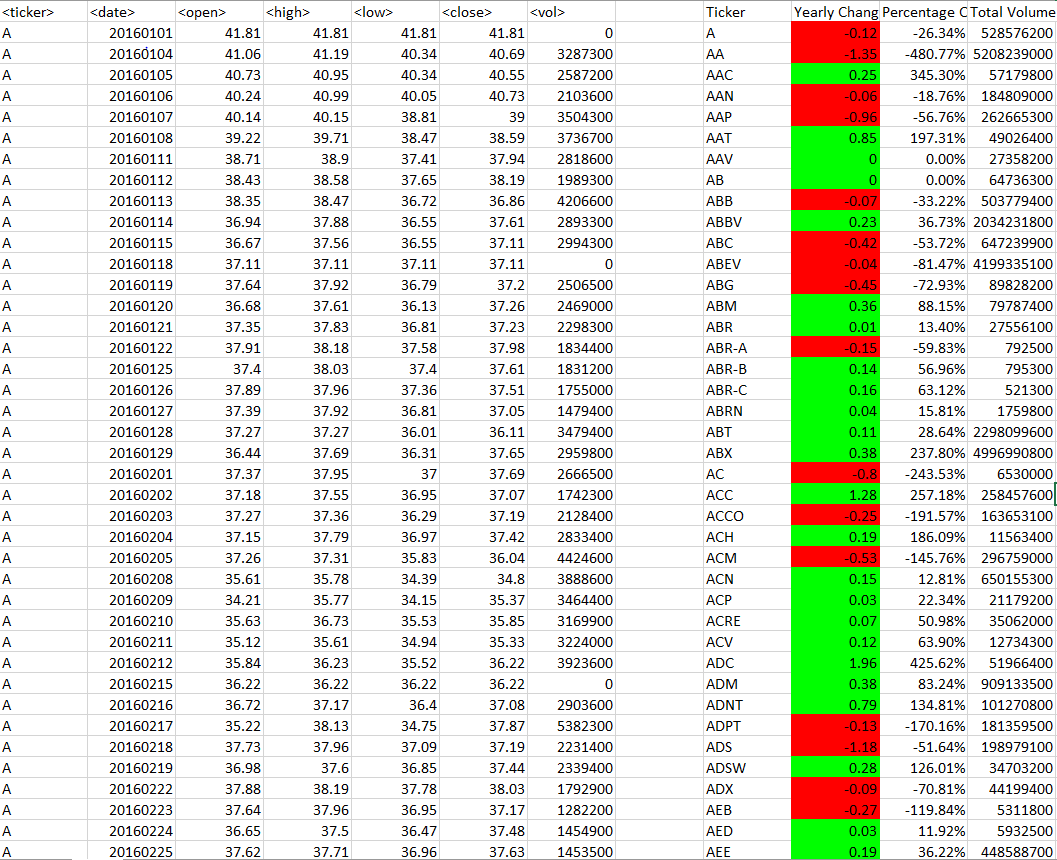 <ticker> <date> <open> <high> <low> <close> <vol> Ticker Yearly Chang Percentage C Total Volume
A 20160101 41.81 41.81 41.81 41.81 0 A -0.12 -26.34% 528576200
A 20160104 41.06 41.19 40.34 40.69 3287300 AA -1.35 -480.77% 5208239000
A 20160105 40.73 40.95 40.34 40.55 2587200 AAC 0.25 345.30% 57179800
A 20160106 40.24 40.99 40.05 40.73 2103600 AAN -0.06 -18.76% 184809000
A 20160107 40.14 40.15 38.81 39 3504300 AAP -0.96 -56.76% 262665300
A 20160108 39.22 39.71 38.47 38.59 3736700 AAT 0.85 197.31% 49026400
A 20160111 38.71 38.9 37.41 37.94 2818600 AAV 0 0.00% 27358200
A 20160112 38.43 38.58 37.65 38.19 1989300 AB 0 0.00% 64736300
A 20160113 38.35 38.47 36.72 36.86 4206600 ABB -0.07 -33.22% 503779400
A 20160114 36.94 37.88 36.55 37.61 2893300 ABBV 0.23 36.73% 2034231800
A 20160115 36.67 37.56 36.55 37.11 2994300 ABC -0.42 -53.72% 647239900
A 20160118 37.11 37.11 37.11 37.11 0 ABEV -0.04 -81.47% 4199335100
A 20160119 37.64 37.92 36.79 37.2 2506500 ABG -0.45 -72.93% 89828200
A 20160120 36.68 37.61 36.13 37.26 2469000 ABM 0.36 88.15% 79787400
A 20160121 37.35 37.83 36.81 37.23 2298300 ABR 0.01 13.40% 27556100
A 20160122 37.91 38.18 37.58 37.98 1834400 ABR-A -0.15 -59.83% 792500
A 20160125 37.4 38.03 37.4 37.61 1831200 ABR-B 0.14 56.96% 795300
A 20160126 37.89 37.96 37.36 37.51 1755000 ABR-C 0.16 63.12% 521300
A 20160127 37.39 37.92 36.81 37.05 1479400 ABRN 0.04 15.81% 1759800
A 20160128 37.27 37.27 36.01 36.11 3479400 ABT 0.11 28.64% 2298099600
A 20160129 36.44 37.69 36.31 37.65 2959800 ABX 0.38 237.80% 4996990800
A 20160201 37.37 37.95 37 37.69 2666500 AC -0.8 -243.53% 6530000
A 20160202 37.18 37.55 36.95 37.07 1742300 ACC 1.28 257.18% 258457600
A 20160203 37.27 37.36 36.29 37.19 2128400 ACCO -0.25 -191.57% 163653100
A 20160204 37.15 37.79 36.97 37.42 2833400 ACH 0.19 186.09% 11563400
A 20160205 37.26 37.31 35.83 36.04 4424600 ACM -0.53 -145.76% 296759000
A 20160208 35.61 35.78 34.39 34.8 3888600 ACN 0.15 12.81% 650155300
A 20160209 34.21 35.77 34.15 35.37 3464400 ACP 0.03 22.34% 21179200
A 20160210 35.63 36.73 35.53 35.85 3169900 ACRE 0.07 50.98% 35062000
A 20160211 35.12 35.61 34.94 35.33 3224000 ACV 0.12 63.90% 12734300
A 20160212 35.84 36.23 35.52 36.22 3923600 ADC 1.96 425.62% 51966400
A 20160215 36.22 36.22 36.22 36.22 0 ADM 0.38 83.24% 909133500
A 20160216 36.72 37.17 36.4 37.08 2903600 ADNT 0.79 134.81% 101270800
A 20160217 35.22 38.13 34.75 37.87 5382300 ADPT -0.13 -170.16% 181359500
A 20160218 37.73 37.96 37.09 37.19 2231400 ADS -1.18 -51.64% 198979100
A 20160219 36.98 37.6 36.85 37.44 2339400 ADSW 0.28 126.01% 34703200
A 20160222 37.88 38.19 37.78 38.03 1792900 ADX -0.09 -70.81% 44199400
A 20160223 37.64 37.96 36.95 37.17 1282200 AEB -0.27 -119.84% 5311800
A 20160224 36.65 37.5 36.47 37.48 1454900 AED 0.03 11.92% 5932500
A 20160225 37.62 37.71 36.96 37.63 1453500 AEE 0.19 36.22% 448588700